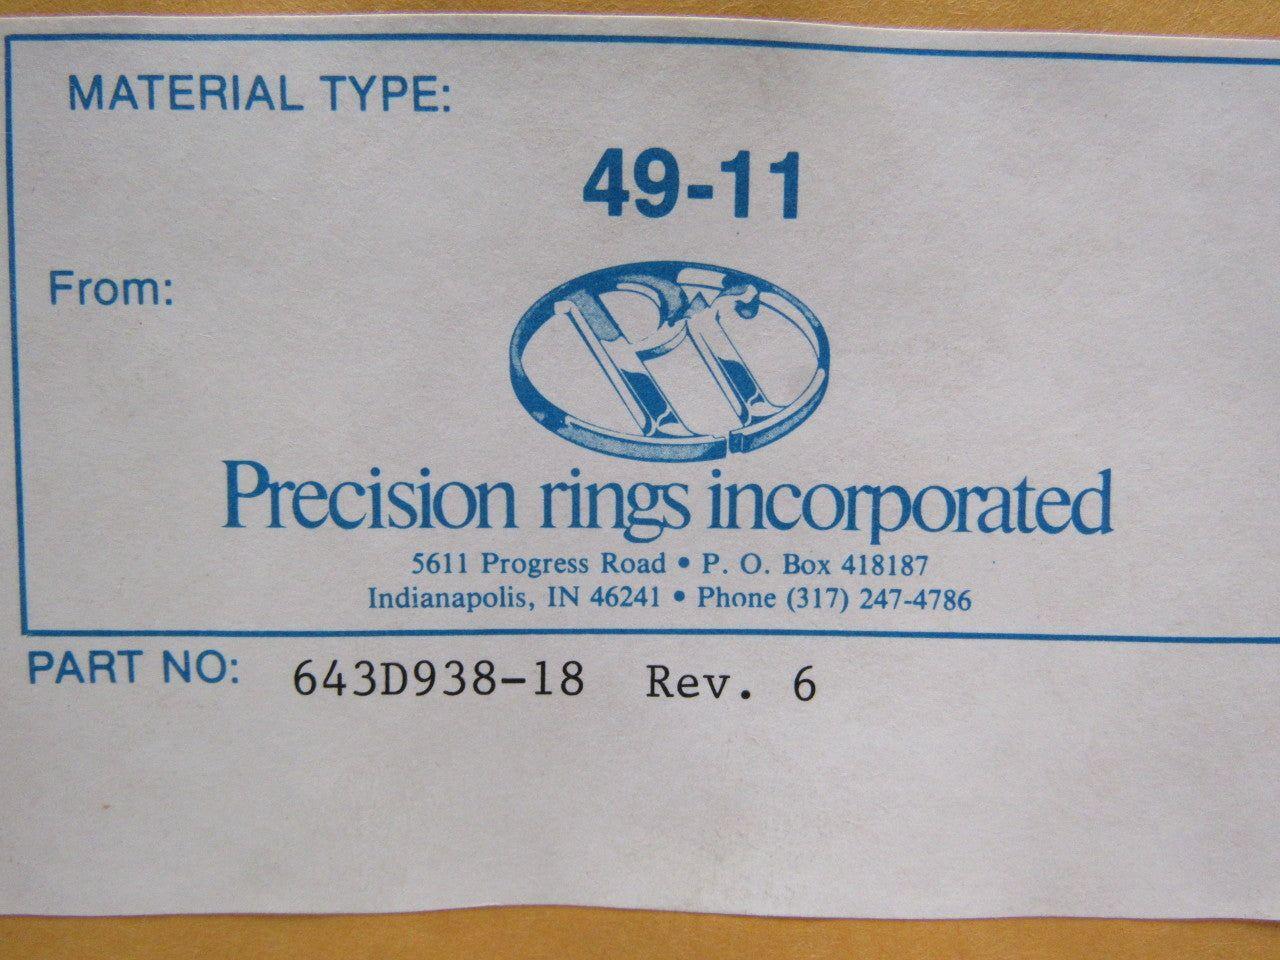 MATERIAL TYPE:
49-11
From:
PI
Precision rings incorporated
5611 Progress Road • P. O. Box 418187
Indianapolis, IN 46241 • Phone (317) 247-4786
PART NO: 643D938-18 Rev. 6